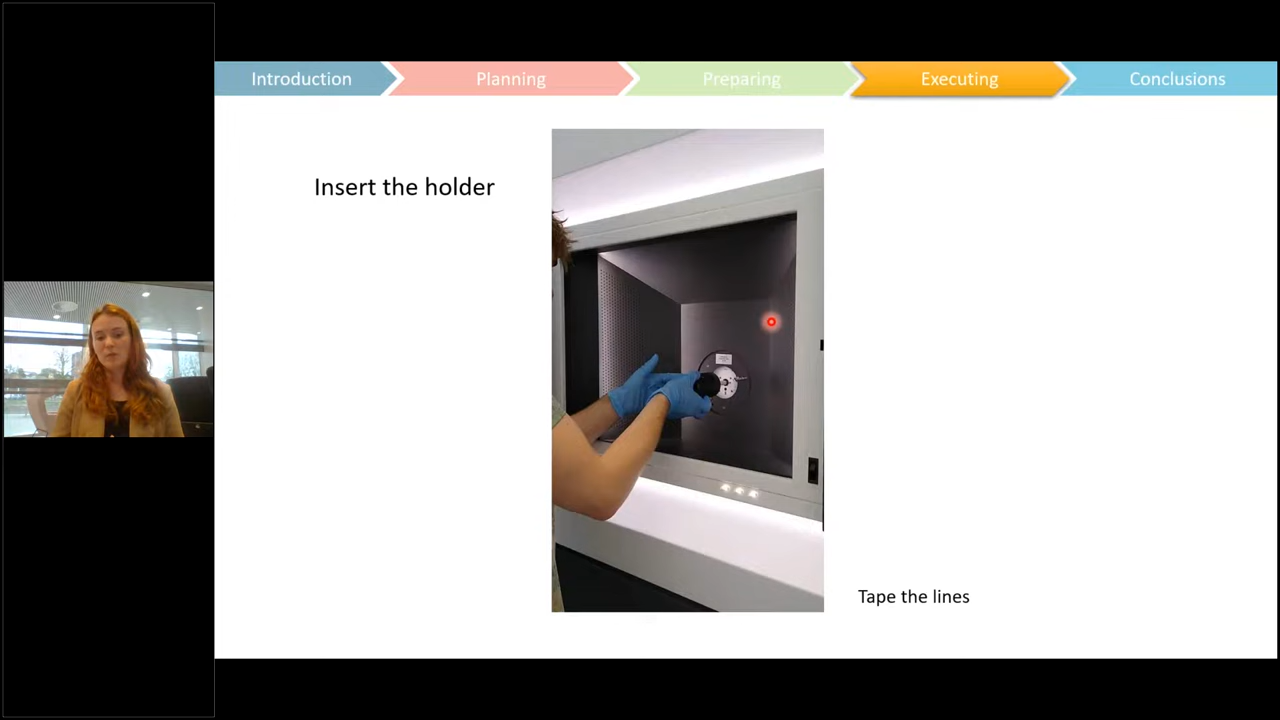 Introduction
Planning
Preparing
Executing
Conclusions
Insert the holder
Tape the lines